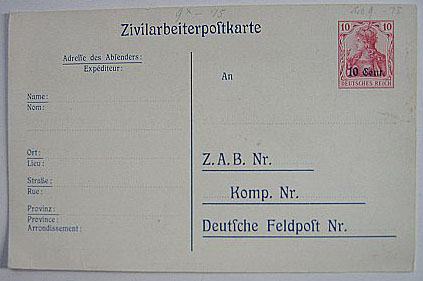 Zivilarbeiterpostkarte
Adresse des Absenders:
Expéditeur:
An
Name:
Nom:
Ort:
Lieu:
Straße:
Rue:
Provinz:
Province:
Arrondissement:
Z.A.B. Nr.
Komp. Nr.
Deutsche Feldpost Nr.
10 10
10 Cent.
DEUTSCHES REICH